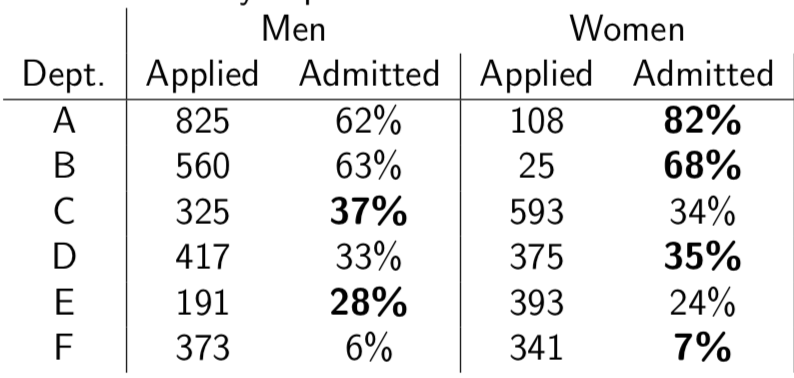 Men Women
Dept. Applied Admitted Applied Admitted
A 825 62% 108 82%
B 560 63% 25 68%
C 325 37% 593 34%
D 417 33% 375 35%
E 191 28% 393 24%
F 373 6% 341 7%